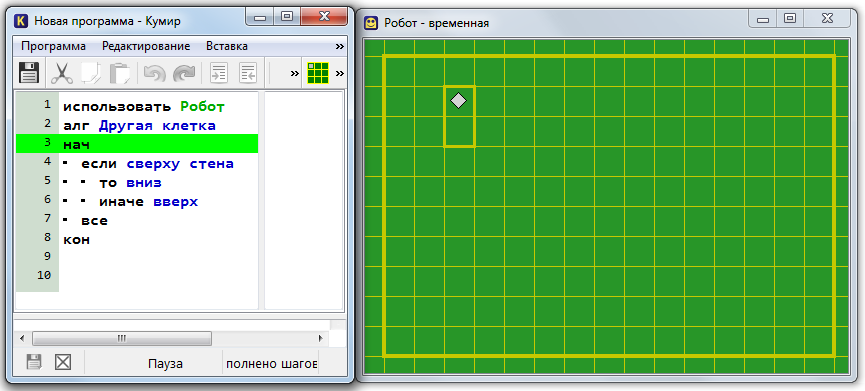 Новая программа - Кумир
Программа Редактирование Вставка »
» »
1 использовать Робот
2 алг Другая клетка
3 нач
4 если сверху стена
5 то вниз
6 иначе вверх
7 все
8 кон
9
10
Пауза полнено шагов
Робот - временная